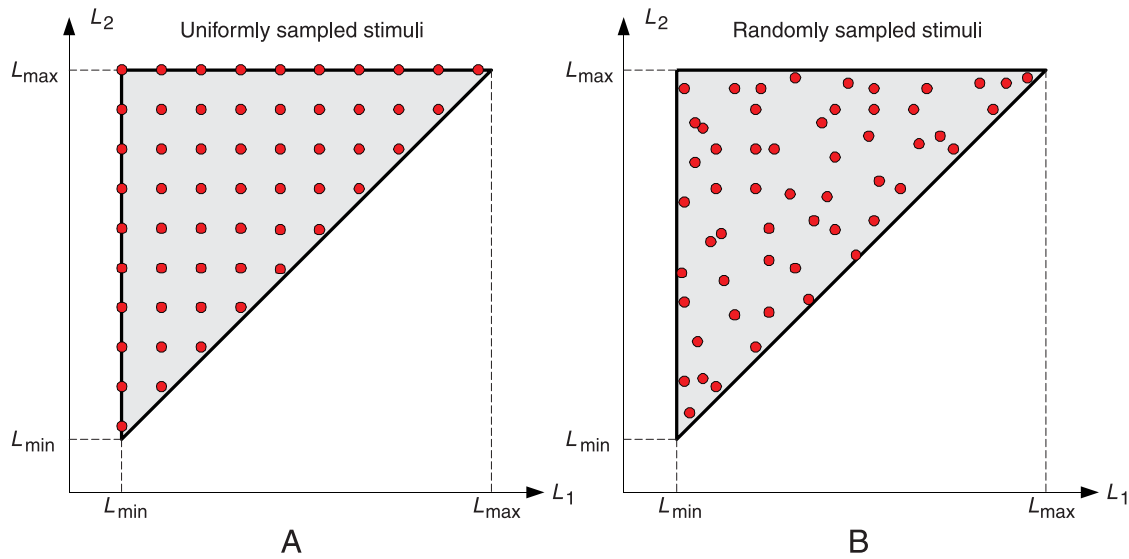 L2
Uniformly sampled stimuli
Lmax
Lmin
Lmin
Lmax
L1
A
L2
Randomly sampled stimuli
Lmax
Lmin
Lmin
Lmax
L1
B